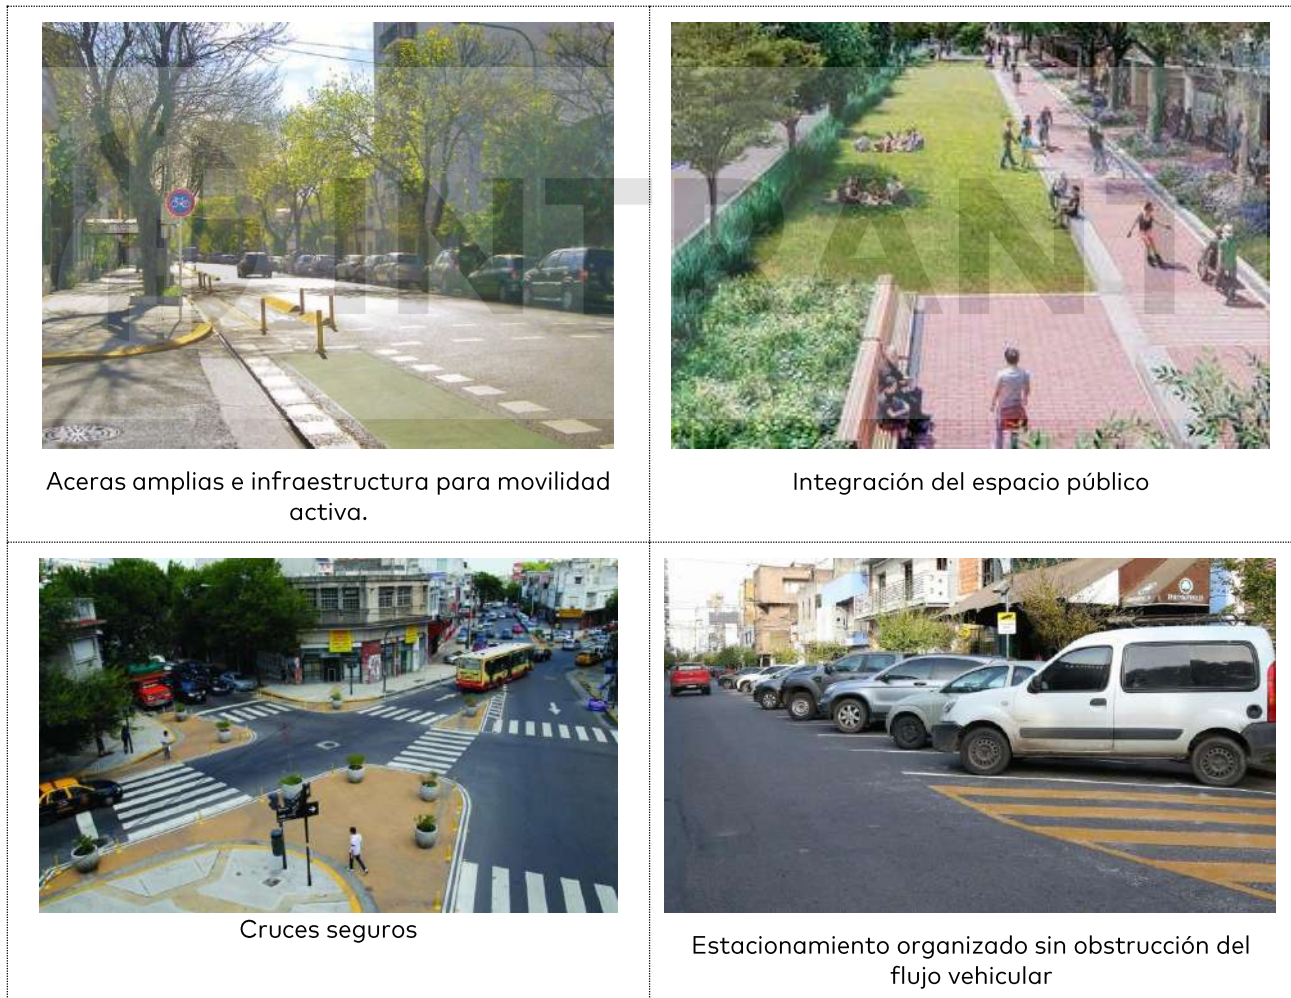 INTRANT
Aceras amplias e infraestructura para movilidad
activa.
Integración del espacio público
Cruces seguros
Estacionamiento organizado sin obstrucción del
flujo vehicular